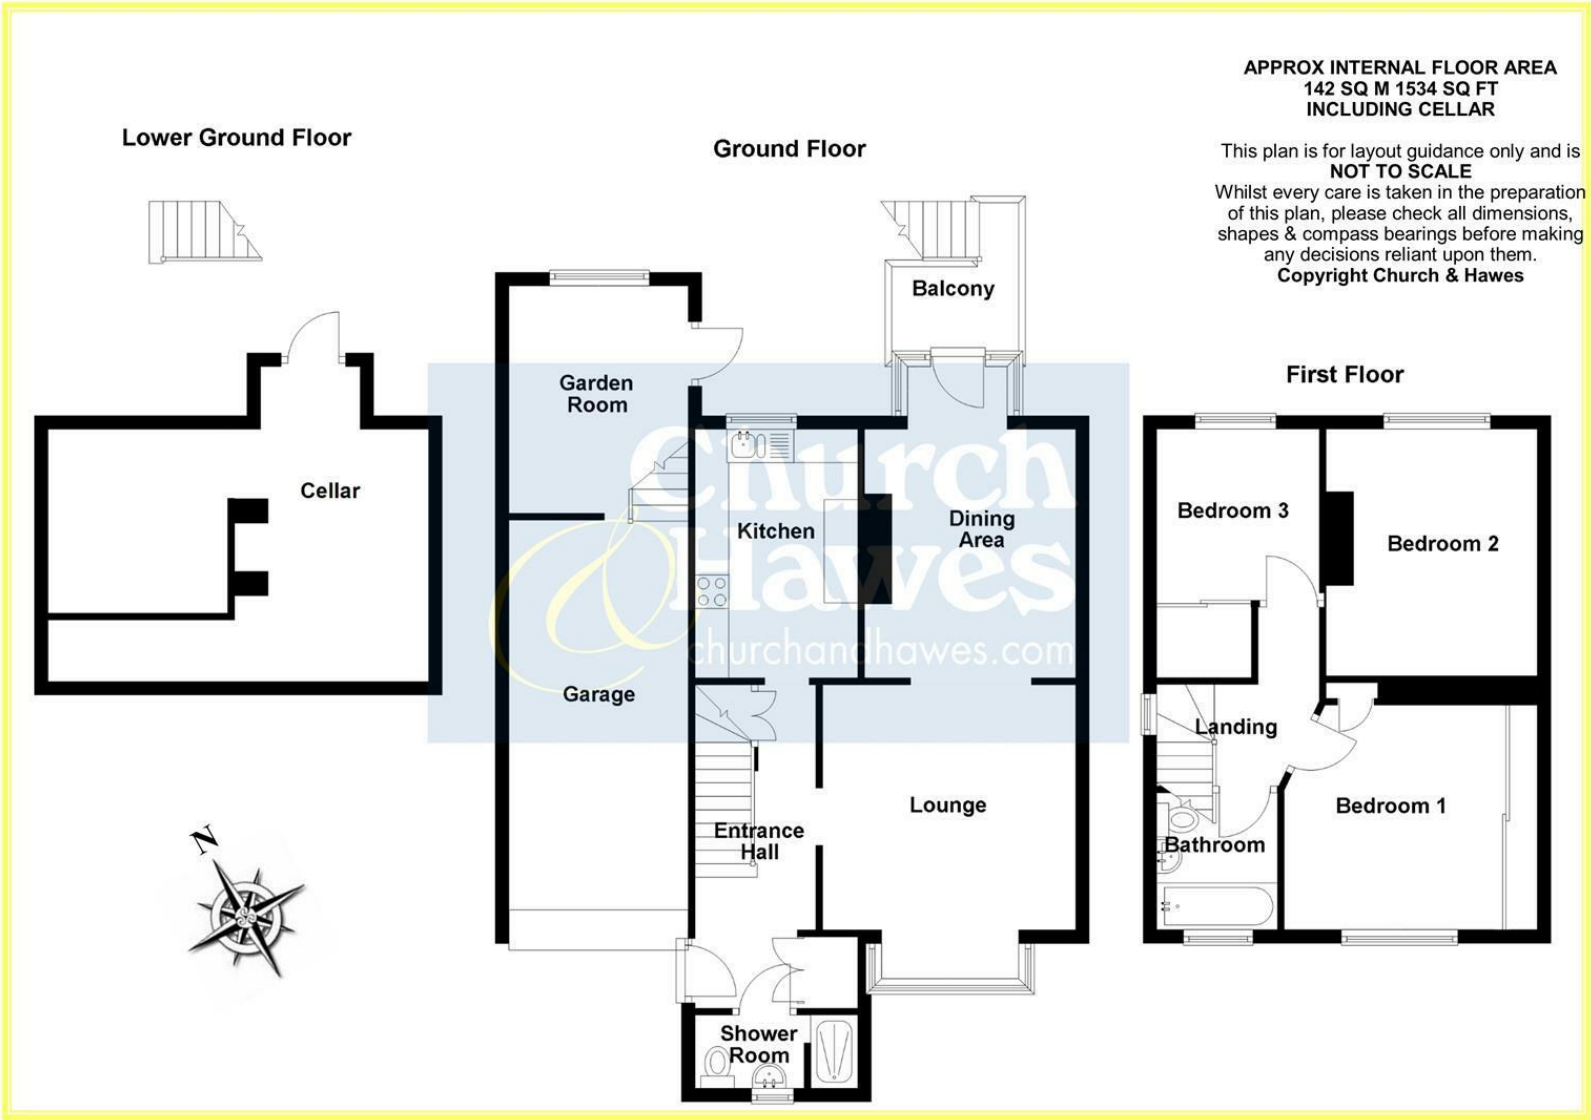 APPROX INTERNAL FLOOR AREA
142 SQ M 1534 SQ FT
INCLUDING CELLAR
This plan is for layout guidance only and is
NOT TO SCALE
Whilst every care is taken in the preparation
of this plan, please check all dimensions,
shapes & compass bearings before making
any decisions reliant upon them.
Copyright Church & Hawes
Lower Ground Floor
Cellar
N
Ground Floor
Balcony
Garden
Room
Kitchen
Dining
Area
Garage
Lounge
Entrance
Hall
Shower
Room
First Floor
Bedroom 3
Bedroom 2
Landing
Bedroom 1
Bathroom
Church
& Hawes
churchandhawes.com